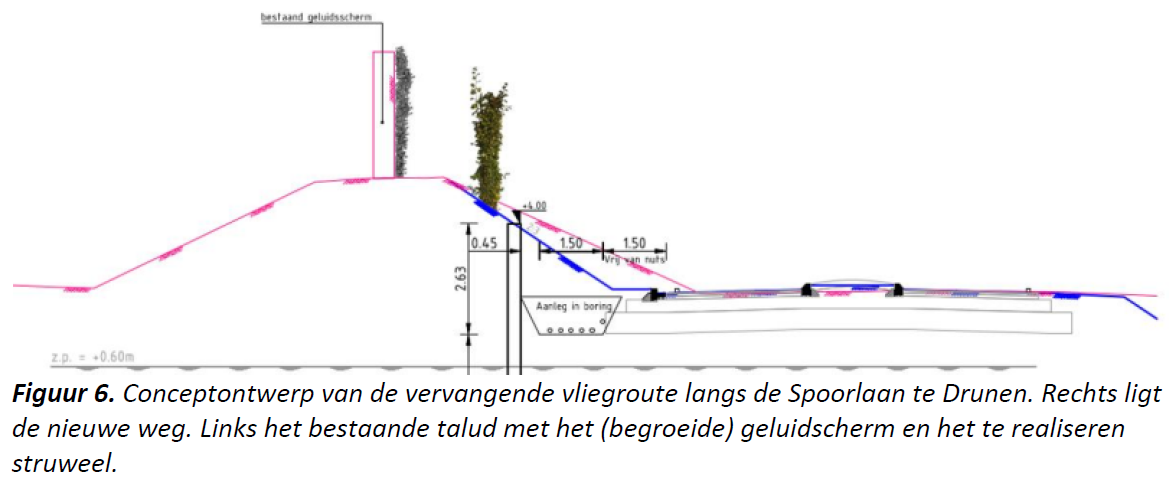 bestaand geluidsscherm
+4.00
0.45
1.50
1.50
Vrij van nuts
2.63
Aanleg in boring
z.p. = +0.60m
Figuur 6. Conceptontwerp van de vervangende vliegroute langs de Spoorlaan te Drunen. Rechts ligt
de nieuwe weg. Links het bestaande talud met het (begroeide) geluidscherm en het te realiseren
struweel.